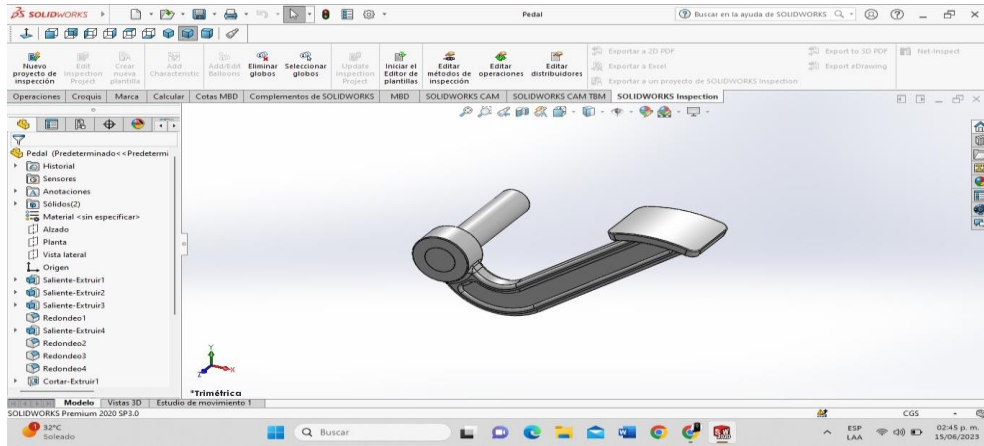 SOLIDWORKS
Pedal
Buscar en la ayuda de SOLIDWORKS
Nuevo proyecto de inspección
Edit Inspection Project
Crear nueva plantilla
Add Characteristic
Add/Edit Balloons
Eliminar globos
Seleccionar globos
Update Inspection Project
Iniciar el Editor de plantillas
Editar métodos de inspección
Editar operaciones
Editar distribuidores
Exportar a 2D PDF
Exportar a Excel
Exportar a un proyecto de SOLIDWORKS Inspection
Export to 3D PDF
Export eDrawing
Net-Inspect
Operaciones Croquis Marca Calcular Cotas MBD Complementos de SOLIDWORKS MBD SOLIDWORKS CAM SOLIDWORKS CAM TBM SOLIDWORKS Inspection
Pedal (Predeterminado<<Predetermi
Historial
Sensores
Anotaciones
Sólidos(2)
Material <sin especificar>
Alzado
Planta
Vista lateral
Origen
Saliente-Extruir1
Saliente-Extruir2
Saliente-Extruir3
Redondeo1
Saliente-Extruir4
Redondeo2
Redondeo3
Redondeo4
Cortar-Extruir1
Y
X
Z
*Trimétrica
Modelo Vistas 3D Estudio de movimiento 1
SOLIDWORKS Premium 2020 SP3.0
CGS
32°C
Soleado
Buscar
ESP
LAA
02:45 p. m.
15/06/2023